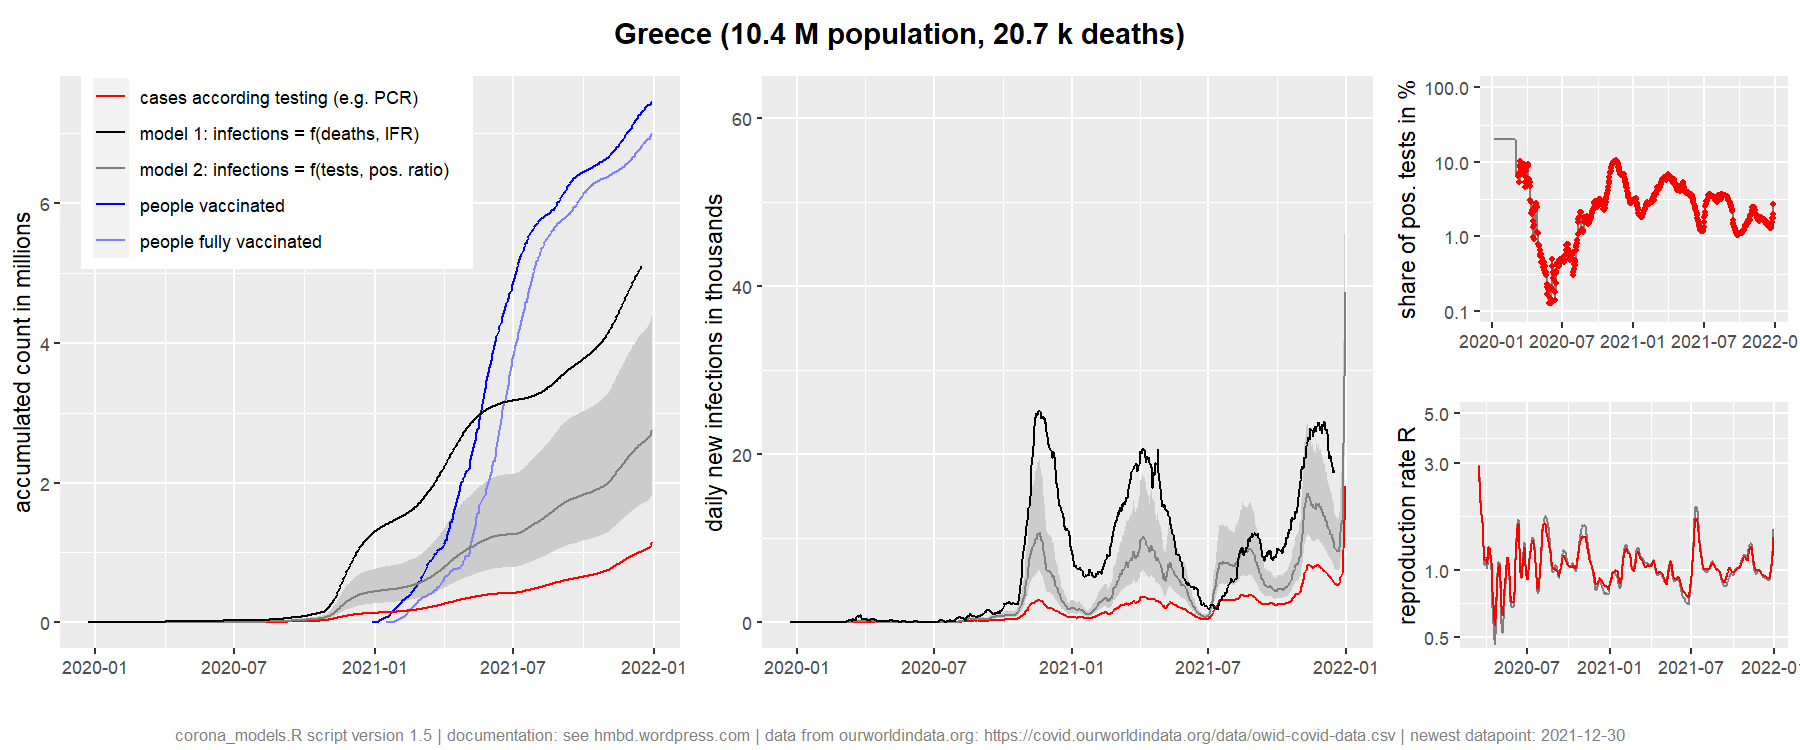 Greece (10.4 M population, 20.7 k deaths)
accumulated count in millions
cases according testing (e.g. PCR)
model 1: infections = f(deaths, IFR)
model 2: infections = f(tests, pos. ratio)
people vaccinated
people fully vaccinated
6
4
2
0
2020-01 2020-07 2021-01 2021-07 2022-01
daily new infections in thousands
60
40
20
0
2020-01 2020-07 2021-01 2021-07 2022-01
share of pos. tests in %
100.0
10.0
1.0
0.1
2020-01 2020-07 2021-01 2021-07 2022-0
reproduction rate R
5.0
3.0
1.0
0.5
2020-07 2021-01 2021-07 2022-01
corona_models.R script version 1.5 | documentation: see hmbd.wordpress.com | data from ourworldindata.org: https://covid.ourworldindata.org/data/owid-covid-data.csv | newest datapoint: 2021-12-30